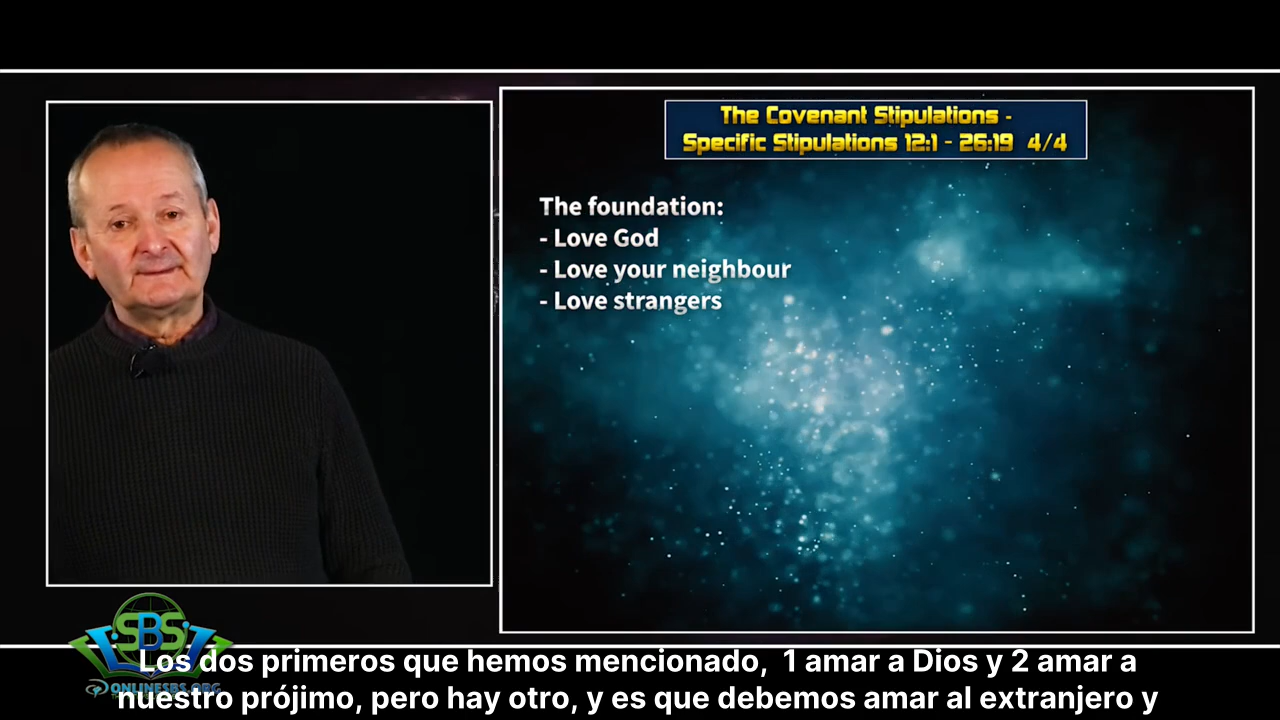 The Covenant Stipulations -
Specific Stipulations 12:1 - 26:19 4/4
The foundation:
- Love God
- Love your neighbour
- Love strangers
SBS
ONLINESBS.ORG
Los dos primeros que hemos mencionado, 1 amar a Dios y 2 amar a
nuestro prójimo, pero hay otro, y es que debemos amar al extranjero y